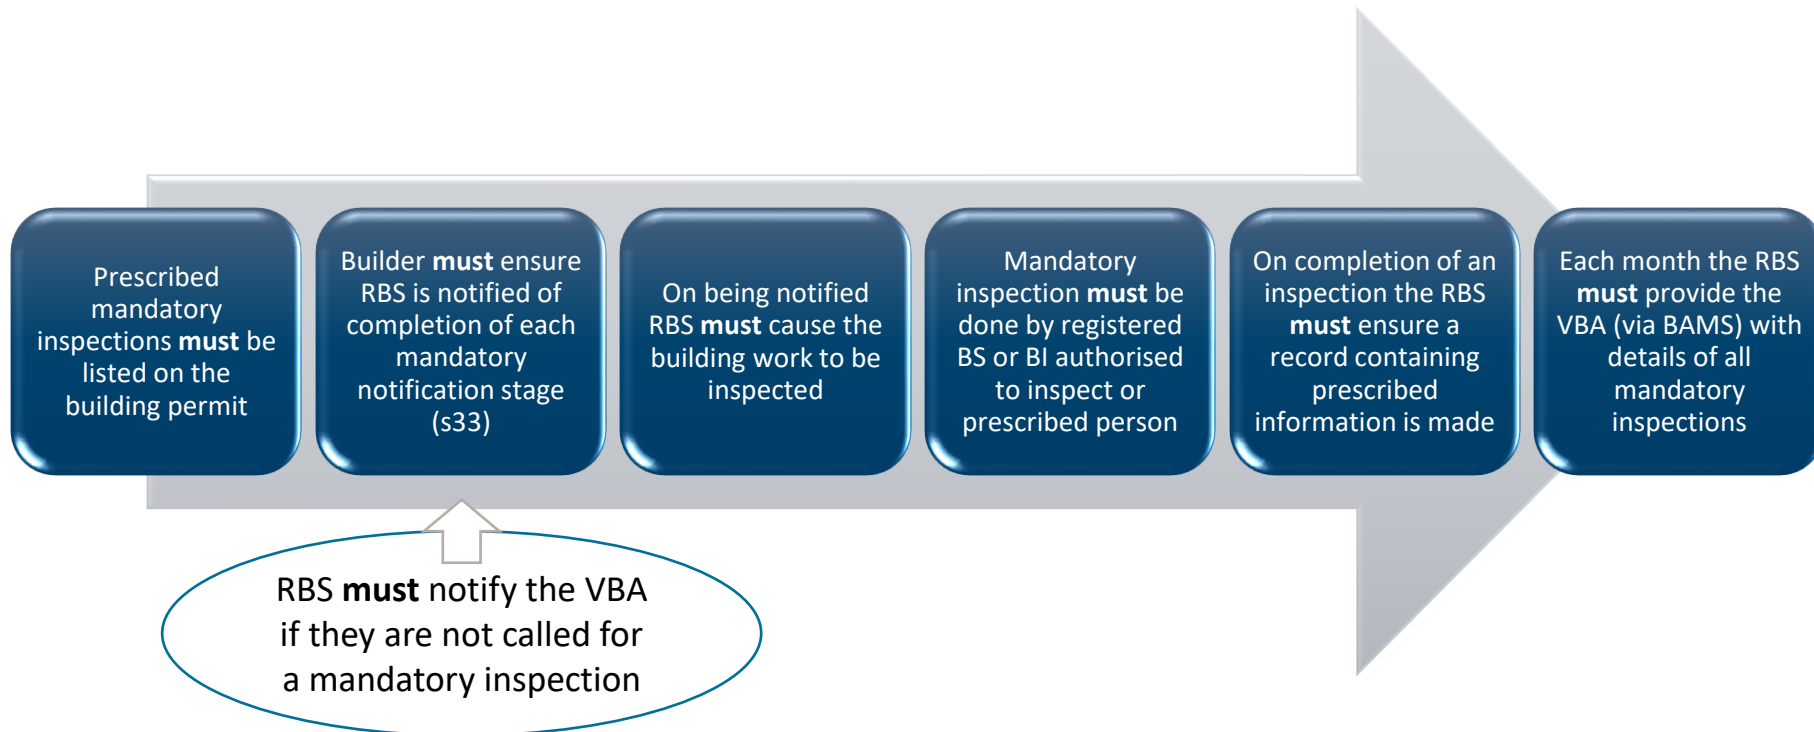 Prescribed
mandatory
inspections must be
listed on the
building permit
Builder must ensure
RBS is notified of
completion of each
mandatory
notification stage
(s33)
On being notified
RBS must cause the
building work to be
inspected
Mandatory
inspection must be
done by registered
BS or BI authorised
to inspect or
prescribed person
On completion of an
inspection the RBS
must ensure a
record containing
prescribed
information is made
Each month the RBS
must provide the
VBA (via BAMS) with
details of all
mandatory
inspections
RBS must notify the VBA
if they are not called for
a mandatory inspection